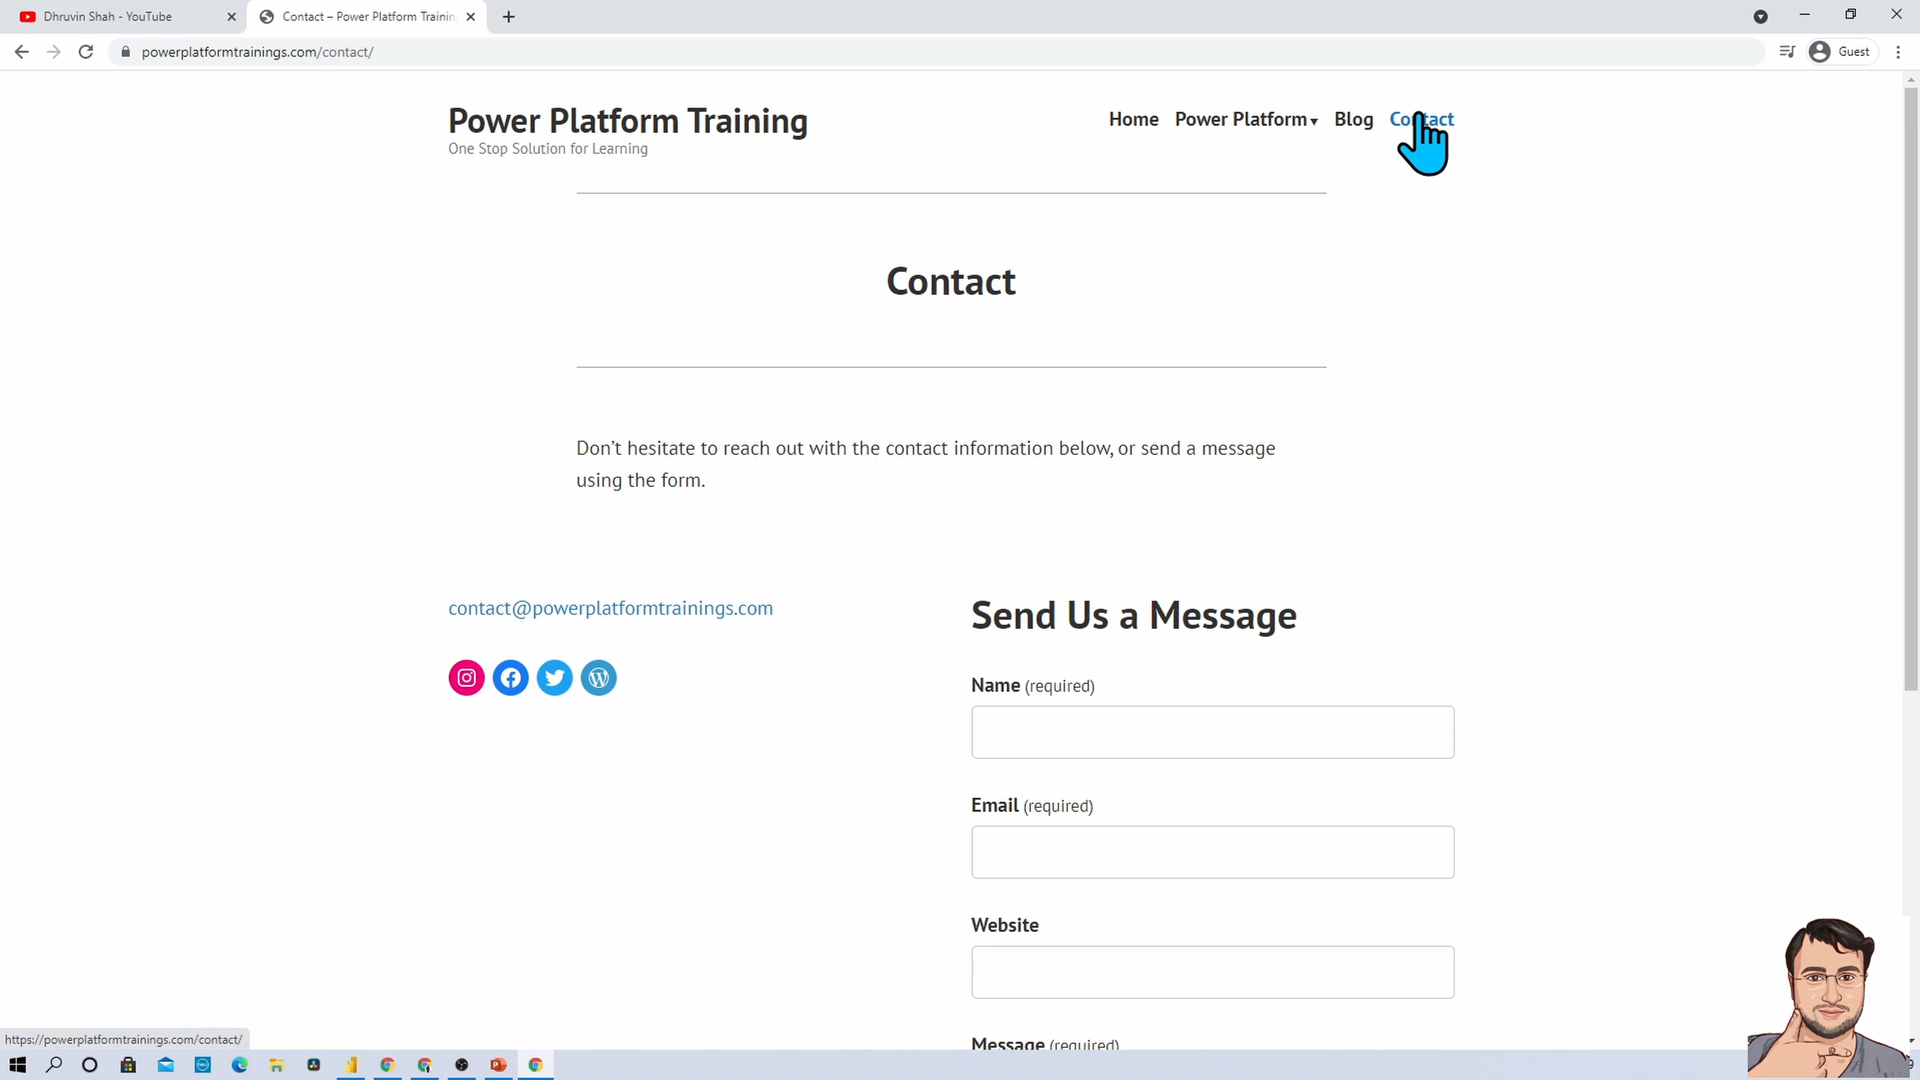 Dhruvin Shah - YouTube
Contact – Power Platform Trainin
powerplatformtrainings.com/contact/
Guest
Power Platform Training
One Stop Solution for Learning
Home Power Platform Blog Contact
Contact
Don’t hesitate to reach out with the contact information below, or send a message
using the form.
contact@powerplatformtrainings.com
Send Us a Message
Name (required)
Email (required)
Website
Message (required)
https://powerplatformtrainings.com/contact/